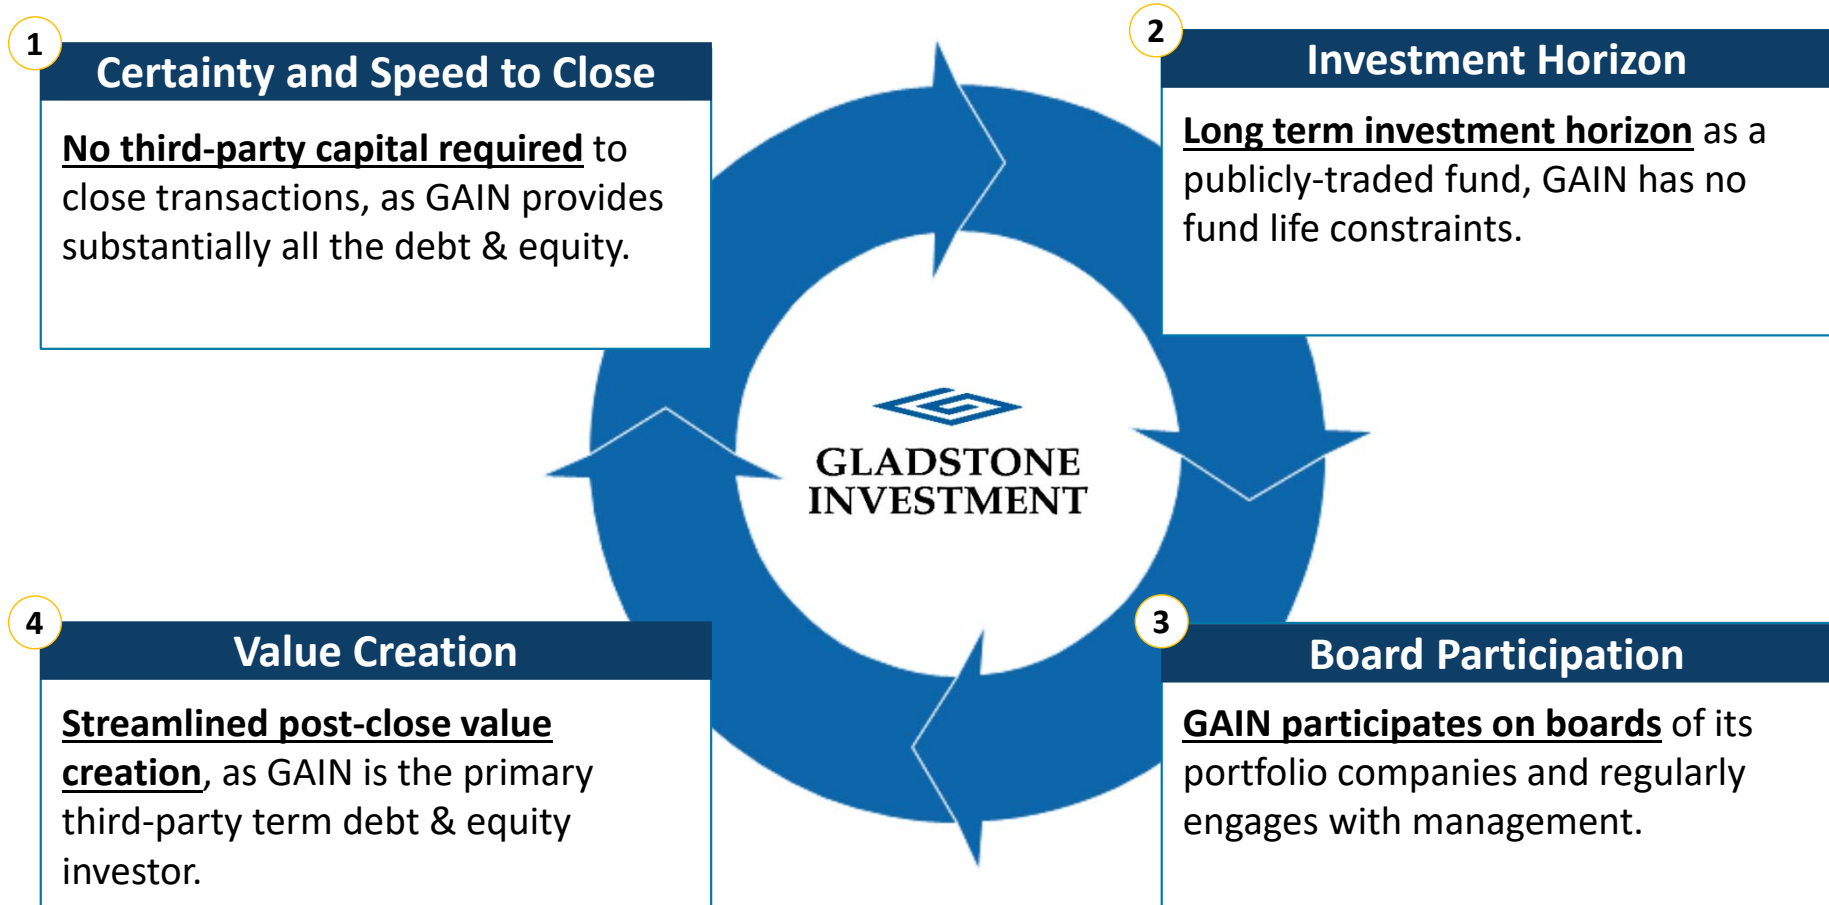 1
Certainty and Speed to Close
No third-party capital required to
close transactions, as GAIN provides
substantially all the debt & equity.
2
Investment Horizon
Long term investment horizon as a
publicly-traded fund, GAIN has no
fund life constraints.
GLADSTONE
INVESTMENT
3
Board Participation
GAIN participates on boards of its
portfolio companies and regularly
engages with management.
4
Value Creation
Streamlined post-close value
creation, as GAIN is the primary
third-party term debt & equity
investor.